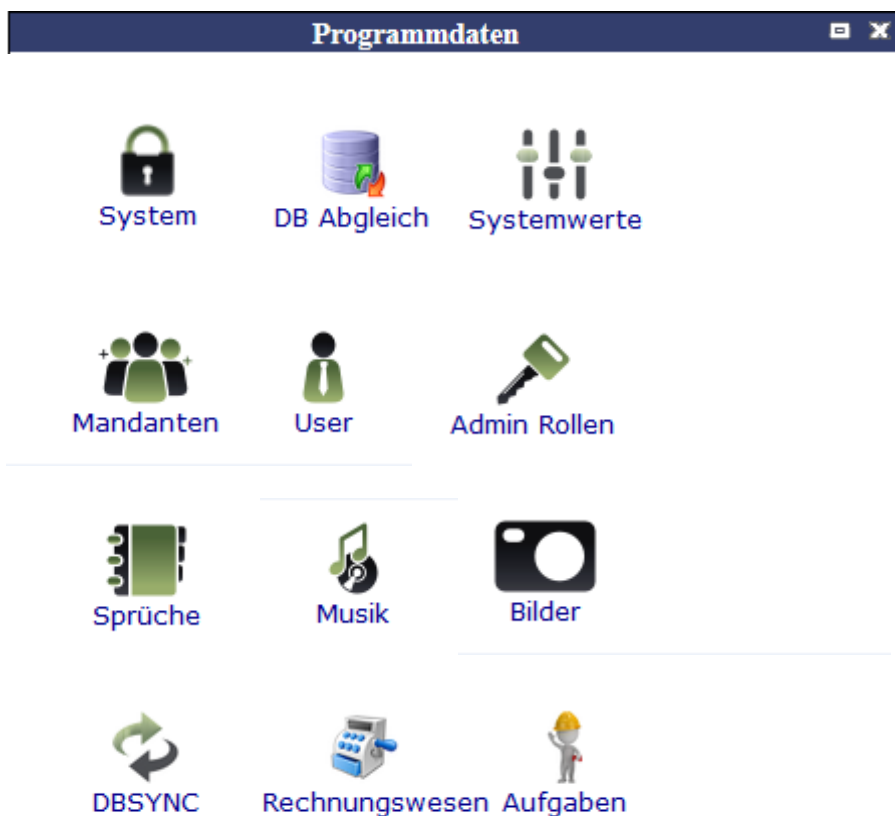 Programmdaten
System DB Abgleich Systemwerte
Mandanten User Admin Rollen
Sprüche Musik Bilder
DBSYNC Rechnungswesen Aufgaben